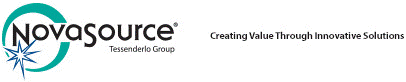 NovaSource®
Tessenderlo Group
Creating Value Through Innovative Solutions